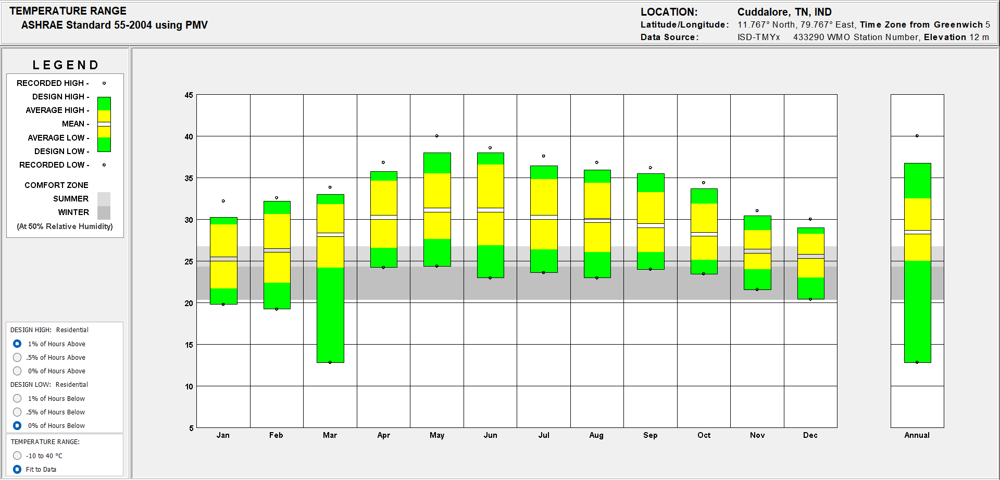 TEMPERATURE RANGE
ASHRAE Standard 55-2004 using PMV
LOCATION: Cuddalore, TN, IND
Latitude/Longitude: 11.767° North, 79.767° East, Time Zone from Greenwich 5
Data Source: ISD-TMYx 433290 WMO Station Number, Elevation 12 m
LEGEND
RECORDED HIGH -
DESIGN HIGH -
AVERAGE HIGH -
MEAN -
AVERAGE LOW -
DESIGN LOW -
RECORDED LOW -
COMFORT ZONE
SUMMER
WINTER
(At 50% Relative Humidity)
DESIGN HIGH: Residential
1% of Hours Above
.5% of Hours Above
0% of Hours Above
DESIGN LOW: Residential
1% of Hours Below
.5% of Hours Below
0% of Hours Below
TEMPERATURE RANGE:
-10 to 40 °C
Fit to Data
45
40
35
30
25
20
15
10
5
Jan Feb Mar Apr May Jun Jul Aug Sep Oct Nov Dec Annual